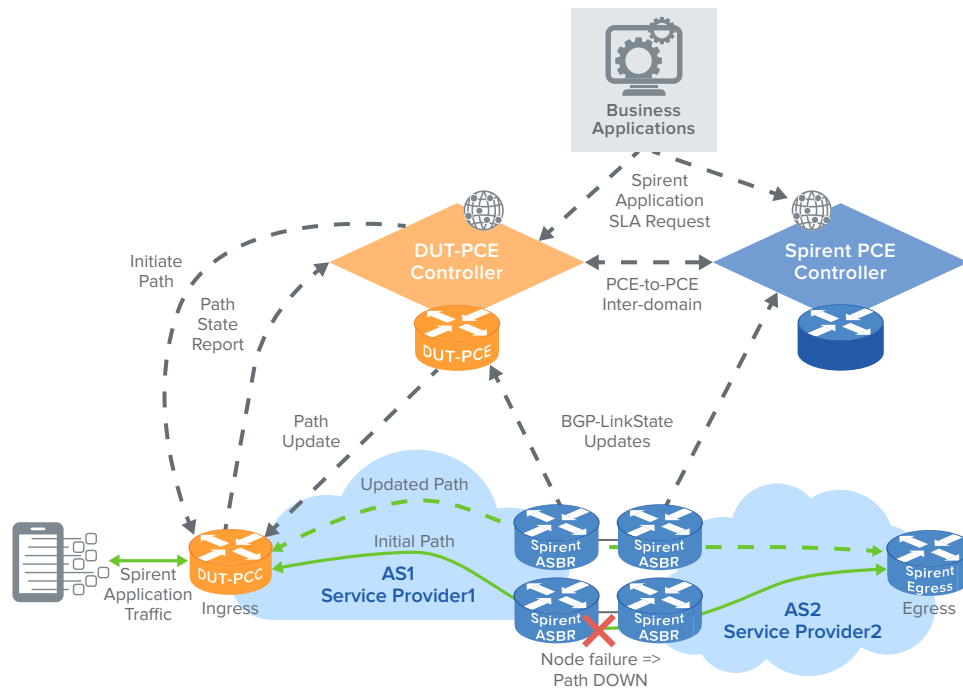 Business
Applications
Spirent
Application
SLA Request
DUT-PCE
Controller
Spirent PCE
Controller
Initiate
Path
PCE-to-PCE
Inter-domain
Path
State
Report
DUT-PCE
Path
Update
BGP-LinkState
Updates
Updated Path
Initial Path
Spirent
ASBR
Spirent
ASBR
DUT-PCC
Ingress
Spirent
Application
Traffic
AS1
Service Provider1
Spirent
ASBR
Spirent
ASBR
AS2
Service Provider2
Spirent
Egress
Egress
Node failure =>
Path DOWN